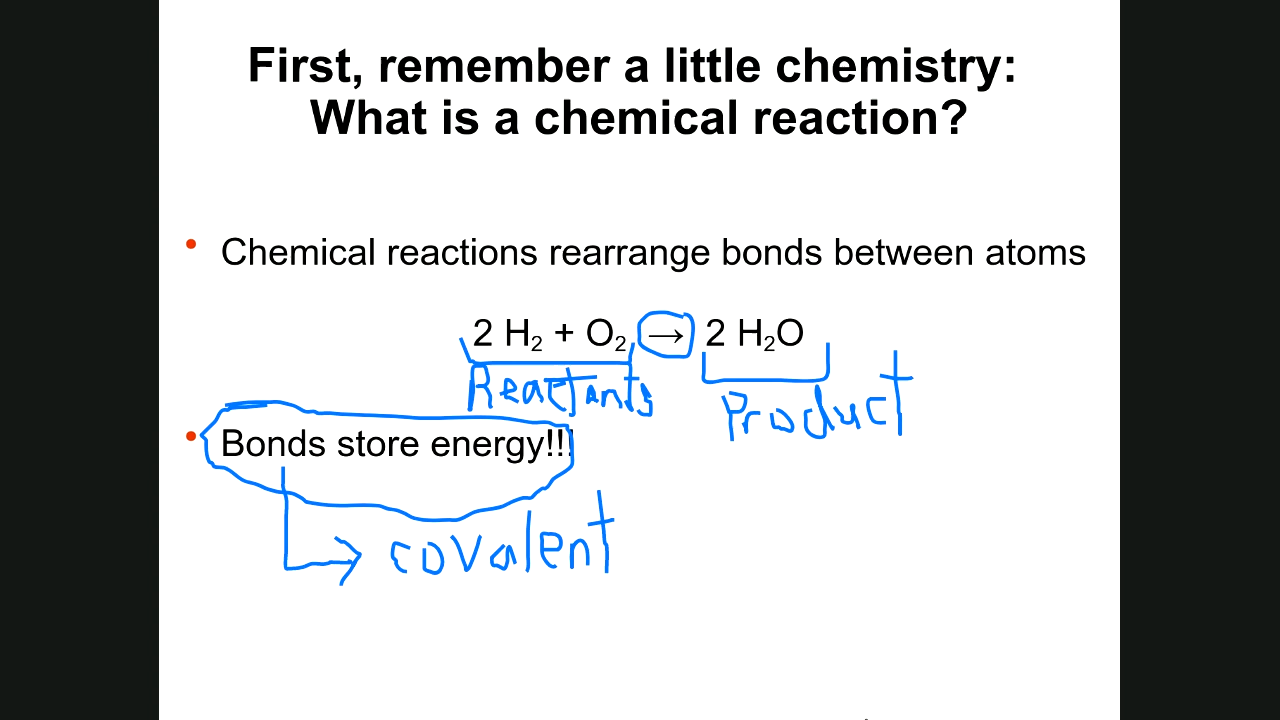 First, remember a little chemistry:
What is a chemical reaction?
• Chemical reactions rearrange bonds between atoms
2 H₂ + O₂ → 2 H₂O
Reactants
Product
• Bonds store energy!!!
covalent